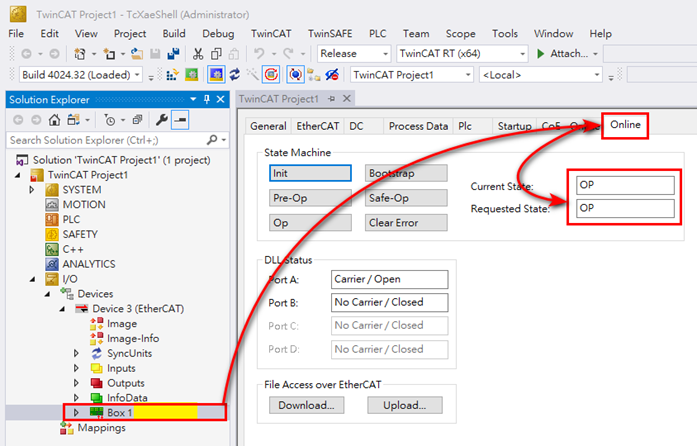 TwinCAT Project1 - TcXaeShell (Administrator)
File Edit View Project Build Debug TwinCAT TwinSAFE PLC Team Scope Tools Window Help
Release TwinCAT RT (x64) Attach...
Build 4024.32 (Loaded) TwinCAT Project1 <Local>
Solution Explorer
Search Solution Explorer (Ctrl+;)
Solution 'TwinCAT Project1' (1 project)
TwinCAT Project1
SYSTEM
MOTION
PLC
SAFETY
C++
ANALYTICS
I/O
Devices
Device 3 (EtherCAT)
Image
Image-Info
SyncUnits
Inputs
Outputs
InfoData
Box 1
Mappings
TwinCAT Project1
General EtherCAT DC Process Data Plc Startup CoE Online
State Machine
Init Bootstrap
Pre-Op Safe-Op
Op Clear Error
Current State: OP
Requested State: OP
DLL Status
Port A: Carrier / Open
Port B: No Carrier / Closed
Port C: No Carrier / Closed
Port D: No Carrier / Closed
File Access over EtherCAT
Download... Upload...